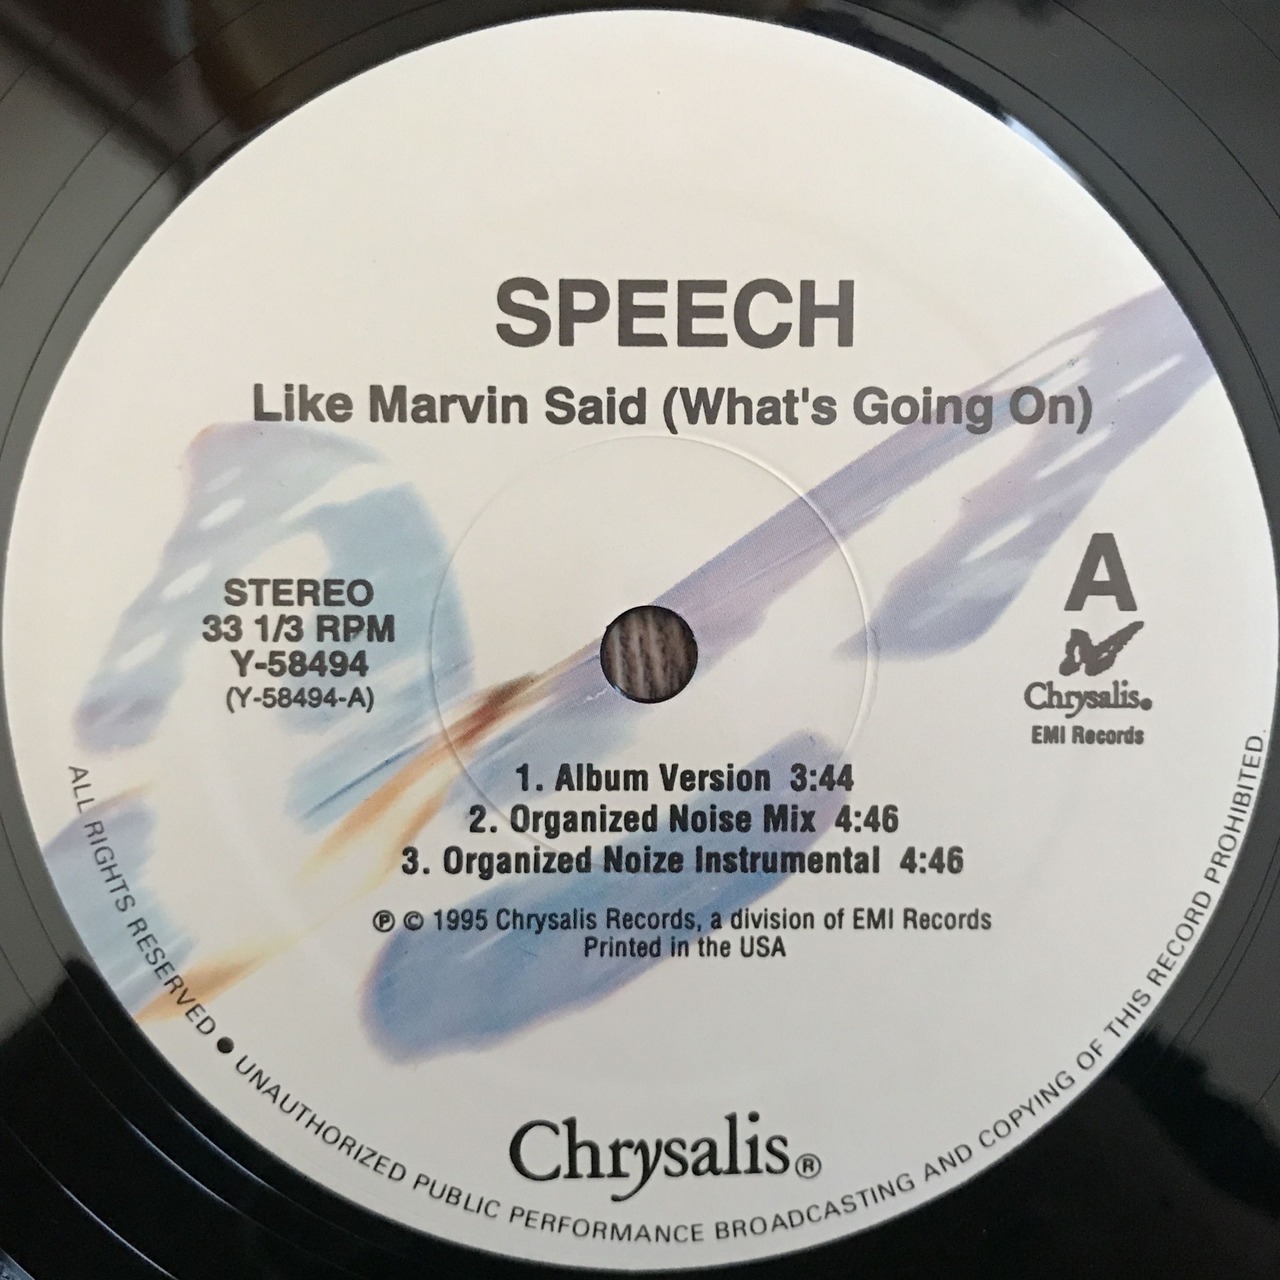 SPEECH
Like Marvin Said (What's Going On)
STEREO
33 1/3 RPM
Y-58494
(Y-58494-A)
A
Chrysalis®
EMI Records
1. Album Version 3:44
2. Organized Noise Mix 4:46
3. Organized Noize Instrumental 4:46
℗ © 1995 Chrysalis Records, a division of EMI Records
Printed in the USA
Chrysalis®
ALL RIGHTS RESERVED ● UNAUTHORIZED PUBLIC PERFORMANCE BROADCASTING AND COPYING OF THIS RECORD PROHIBITED.